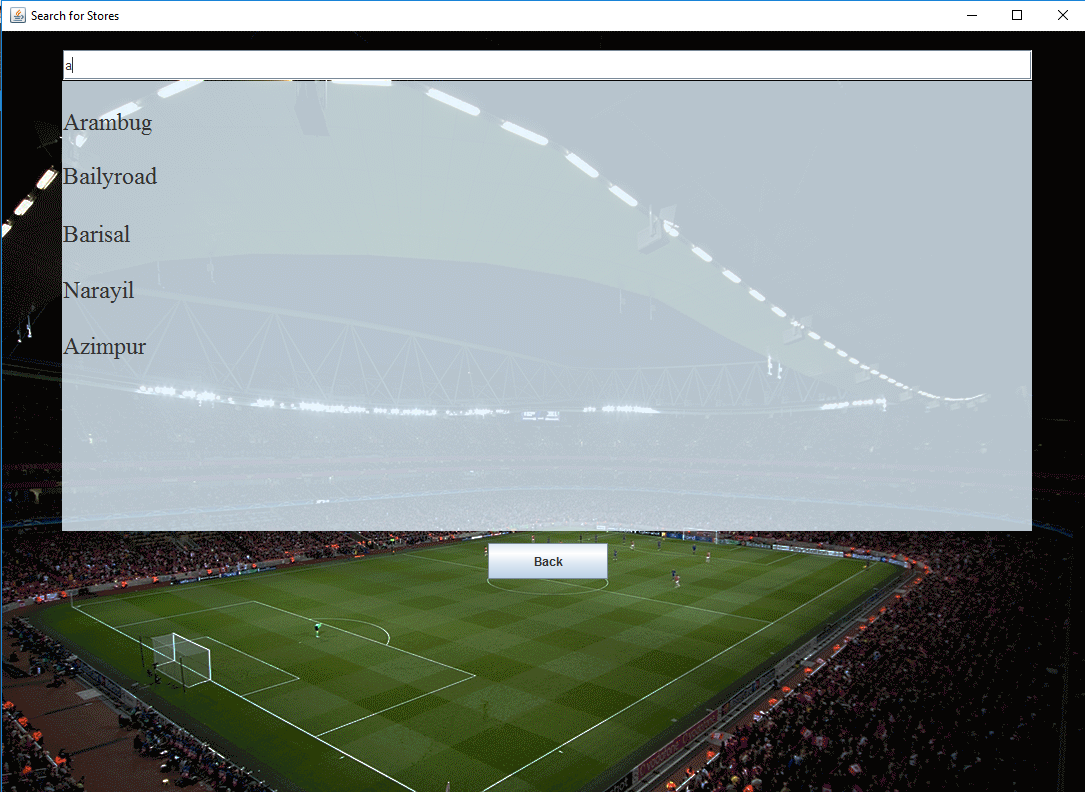 Search for Stores
a
Arambug
Bailyroad
Barisal
Narayil
Azimpur
Back